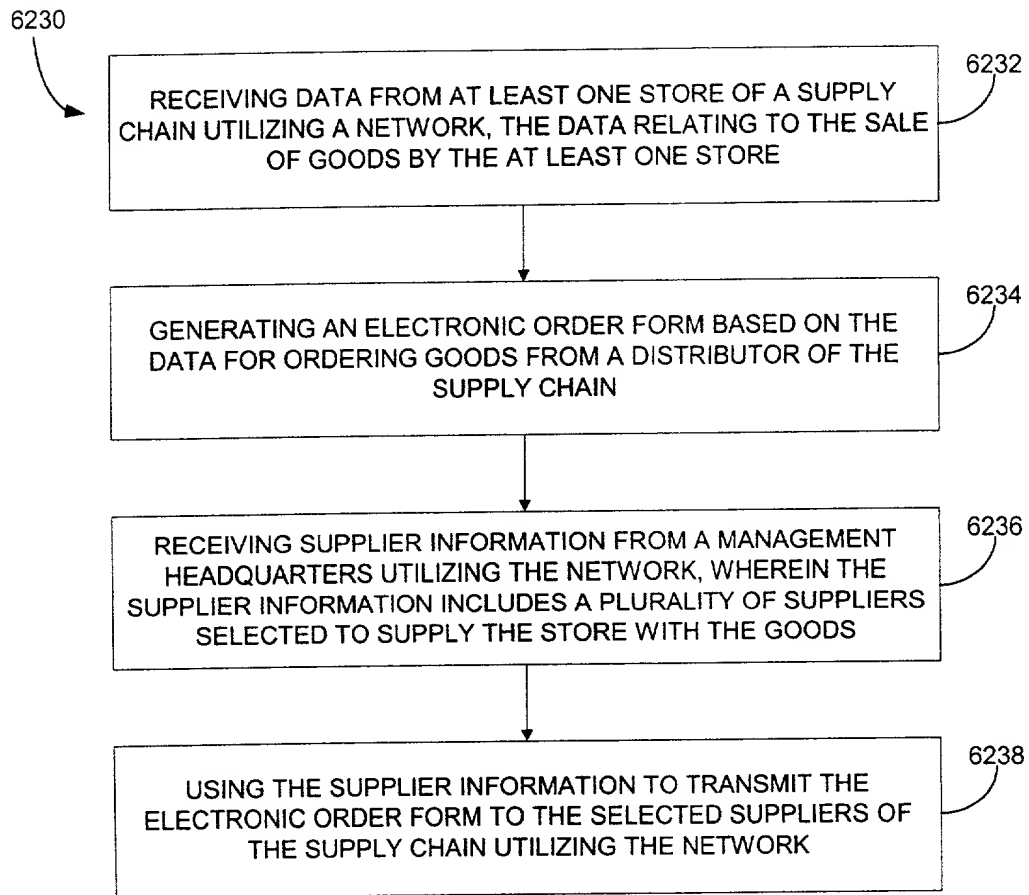 6230
6232
RECEIVING DATA FROM AT LEAST ONE STORE OF A SUPPLY
CHAIN UTILIZING A NETWORK, THE DATA RELATING TO THE SALE
OF GOODS BY THE AT LEAST ONE STORE
6234
GENERATING AN ELECTRONIC ORDER FORM BASED ON THE
DATA FOR ORDERING GOODS FROM A DISTRIBUTOR OF THE
SUPPLY CHAIN
6236
RECEIVING SUPPLIER INFORMATION FROM A MANAGEMENT
HEADQUARTERS UTILIZING THE NETWORK, WHEREIN THE
SUPPLIER INFORMATION INCLUDES A PLURALITY OF SUPPLIERS
SELECTED TO SUPPLY THE STORE WITH THE GOODS
6238
USING THE SUPPLIER INFORMATION TO TRANSMIT THE
ELECTRONIC ORDER FORM TO THE SELECTED SUPPLIERS OF
THE SUPPLY CHAIN UTILIZING THE NETWORK